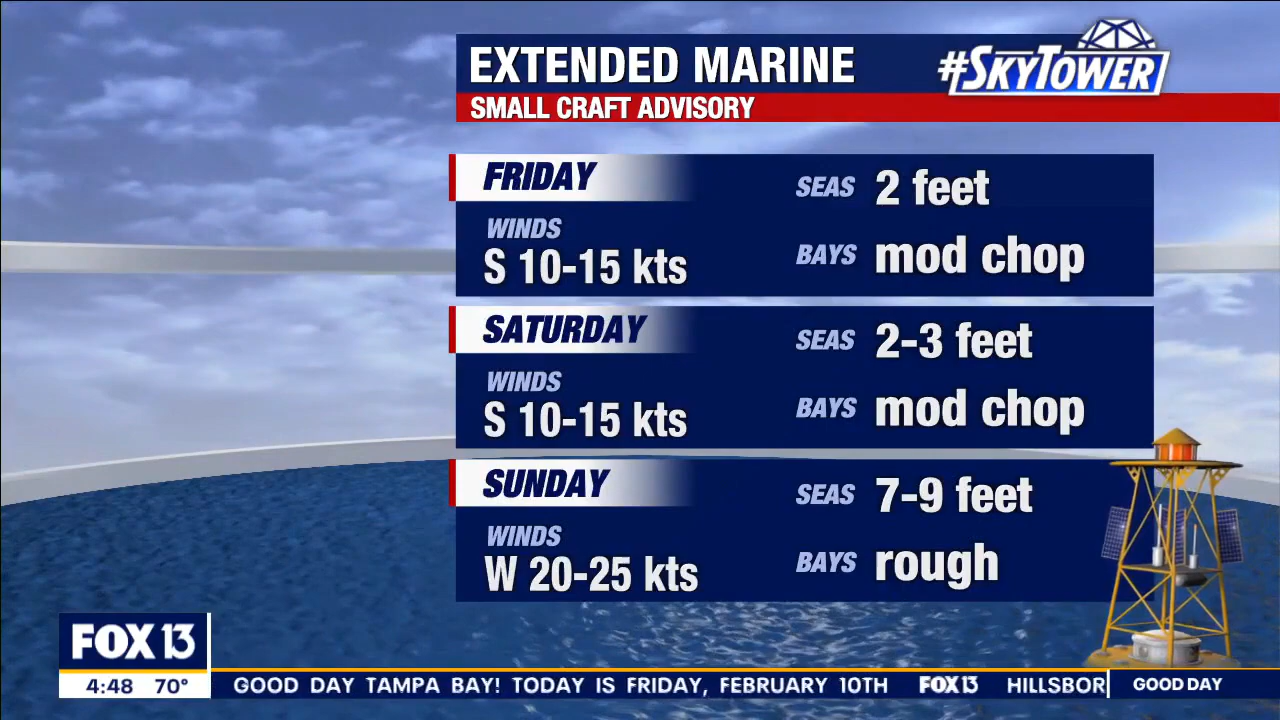 EXTENDED MARINE
#SKYTOWER
SMALL CRAFT ADVISORY
FRIDAY
WINDS
S 10-15 kts
SEAS 2 feet
BAYS mod chop
SATURDAY
WINDS
S 10-15 kts
SEAS 2-3 feet
BAYS mod chop
SUNDAY
WINDS
W 20-25 kts
SEAS 7-9 feet
BAYS rough
FOX 13
4:48 70°
GOOD DAY TAMPA BAY! TODAY IS FRIDAY, FEBRUARY 10TH FOX 13 HILLSBOR
GOOD DAY